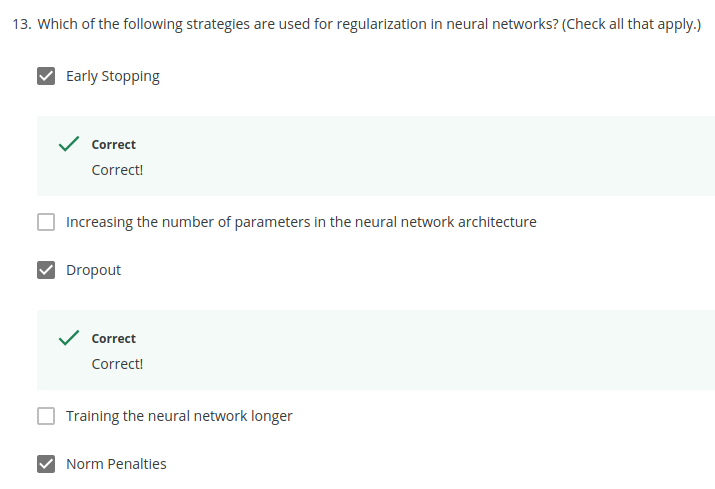 13. Which of the following strategies are used for regularization in neural networks? (Check all that apply.)
Early Stopping
Correct
Correct!
Increasing the number of parameters in the neural network architecture
Dropout
Correct
Correct!
Training the neural network longer
Norm Penalties